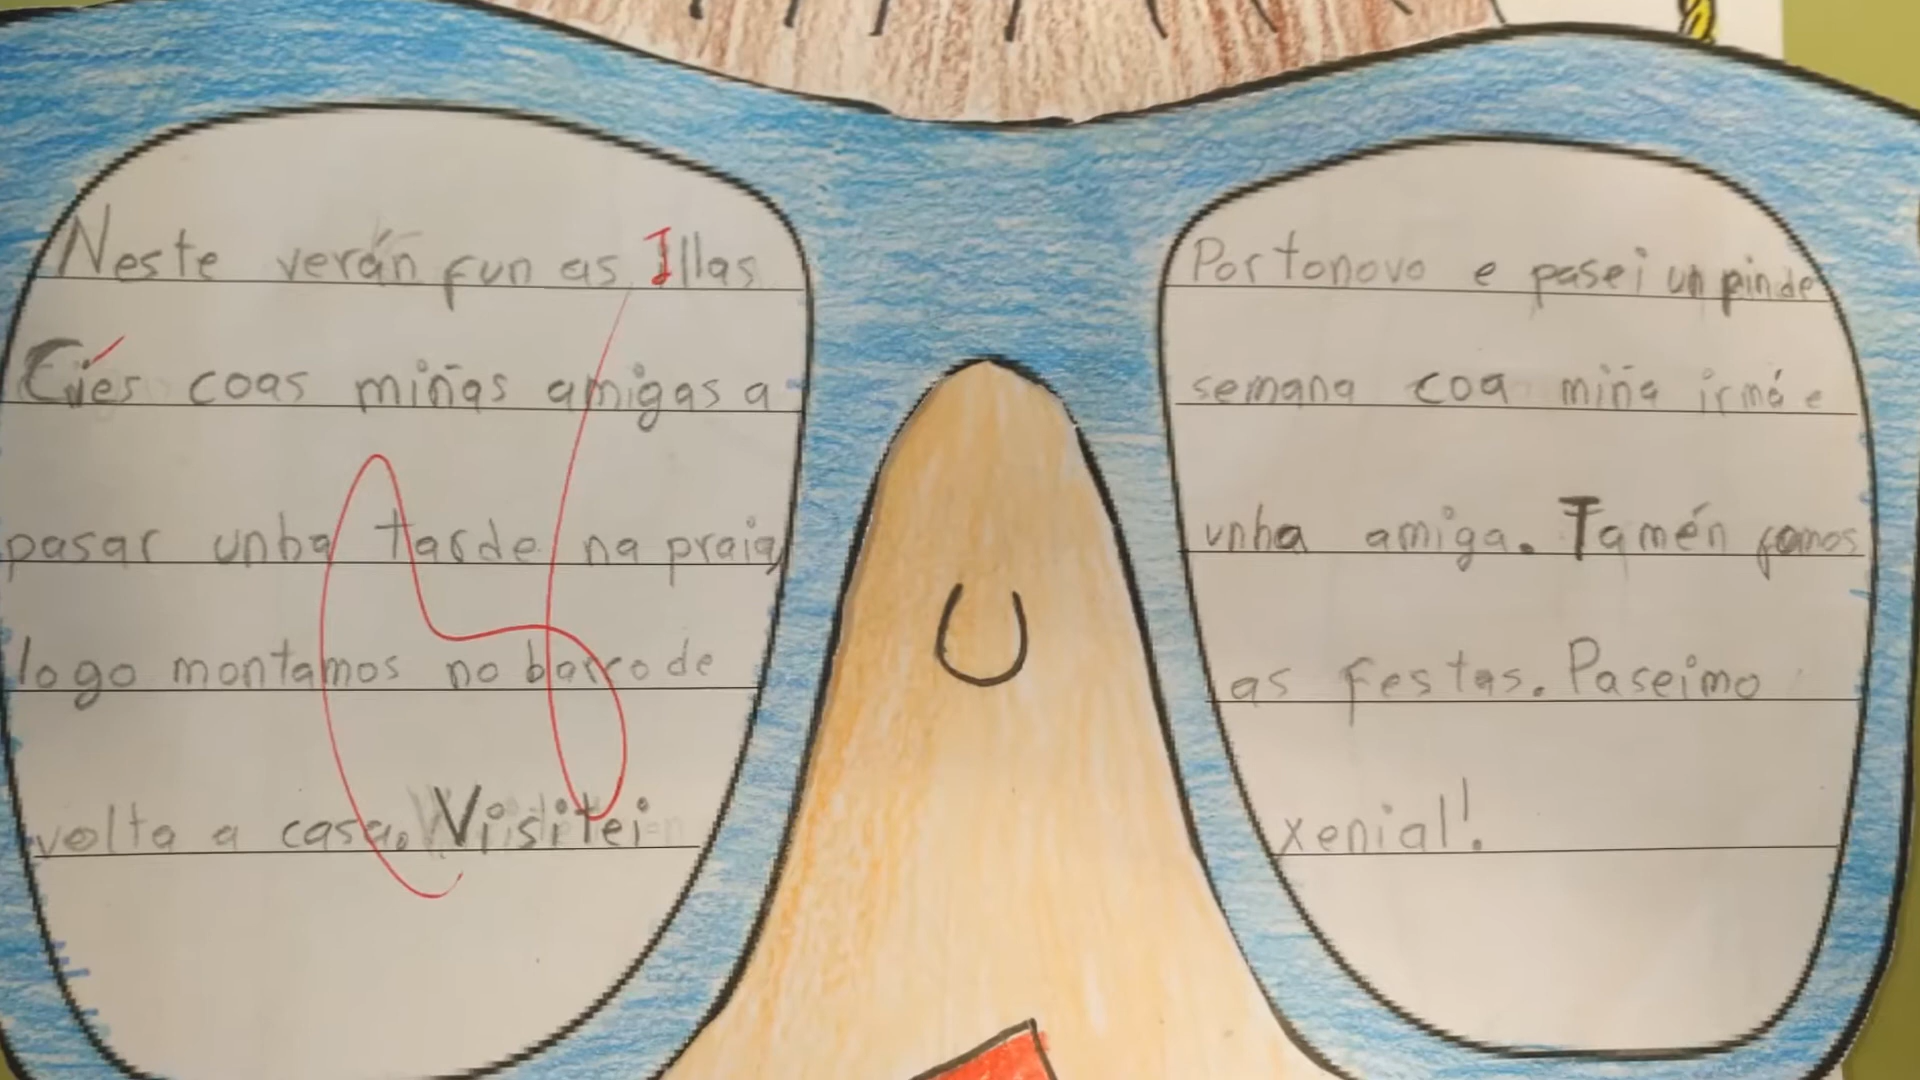 Neste verán fun as Illas
Cíes coas miñas amigas a
pasar unha tarde na praia,
logo montamos no barco de
volta a casa. Visitei
Portonovo e pasei un pin de
semana coa miña irmá e
unha amiga. Tamén fomos
as festas. Paseimo
xenial!